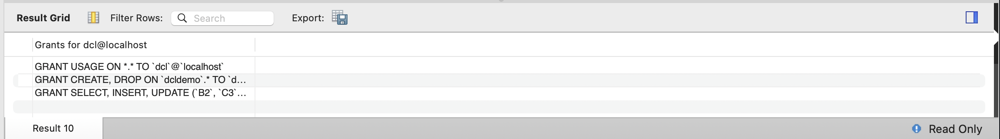 Result Grid Filter Rows: Search Export:
Grants for dcl@localhost
GRANT USAGE ON *.* TO `dcl`@`localhost`
GRANT CREATE, DROP ON `dcldemo`.* TO `d...
GRANT SELECT, INSERT, UPDATE (`B2`, `C3`...
Result 10 Read Only